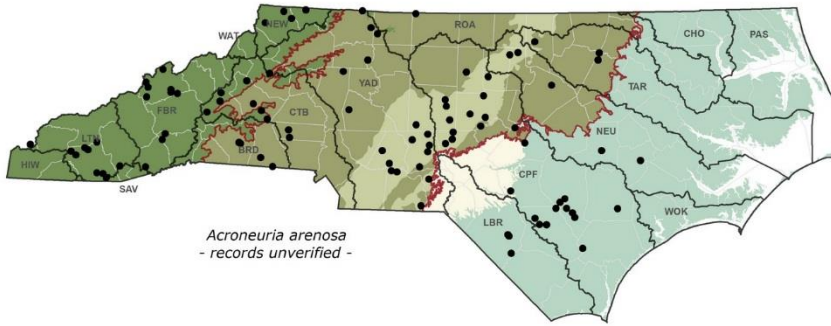 NEW
WAT
ROA
CHO
PAS
YAD
TAR
FBR
CTB
LTN
NEU
HIW
BRD
SAV
CPF
LBR
WOK
Acroneuria arenosa
- records unverified -